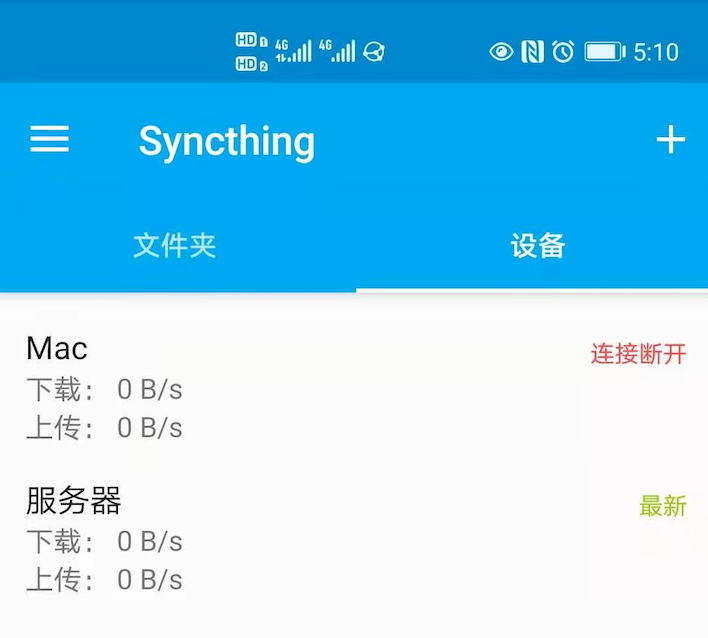 HD 1 4G 4G 5:10
HD 2
Syncthing
文件夹 设备
Mac 连接断开
下载： 0 B/s
上传： 0 B/s
服务器 最新
下载： 0 B/s
上传： 0 B/s